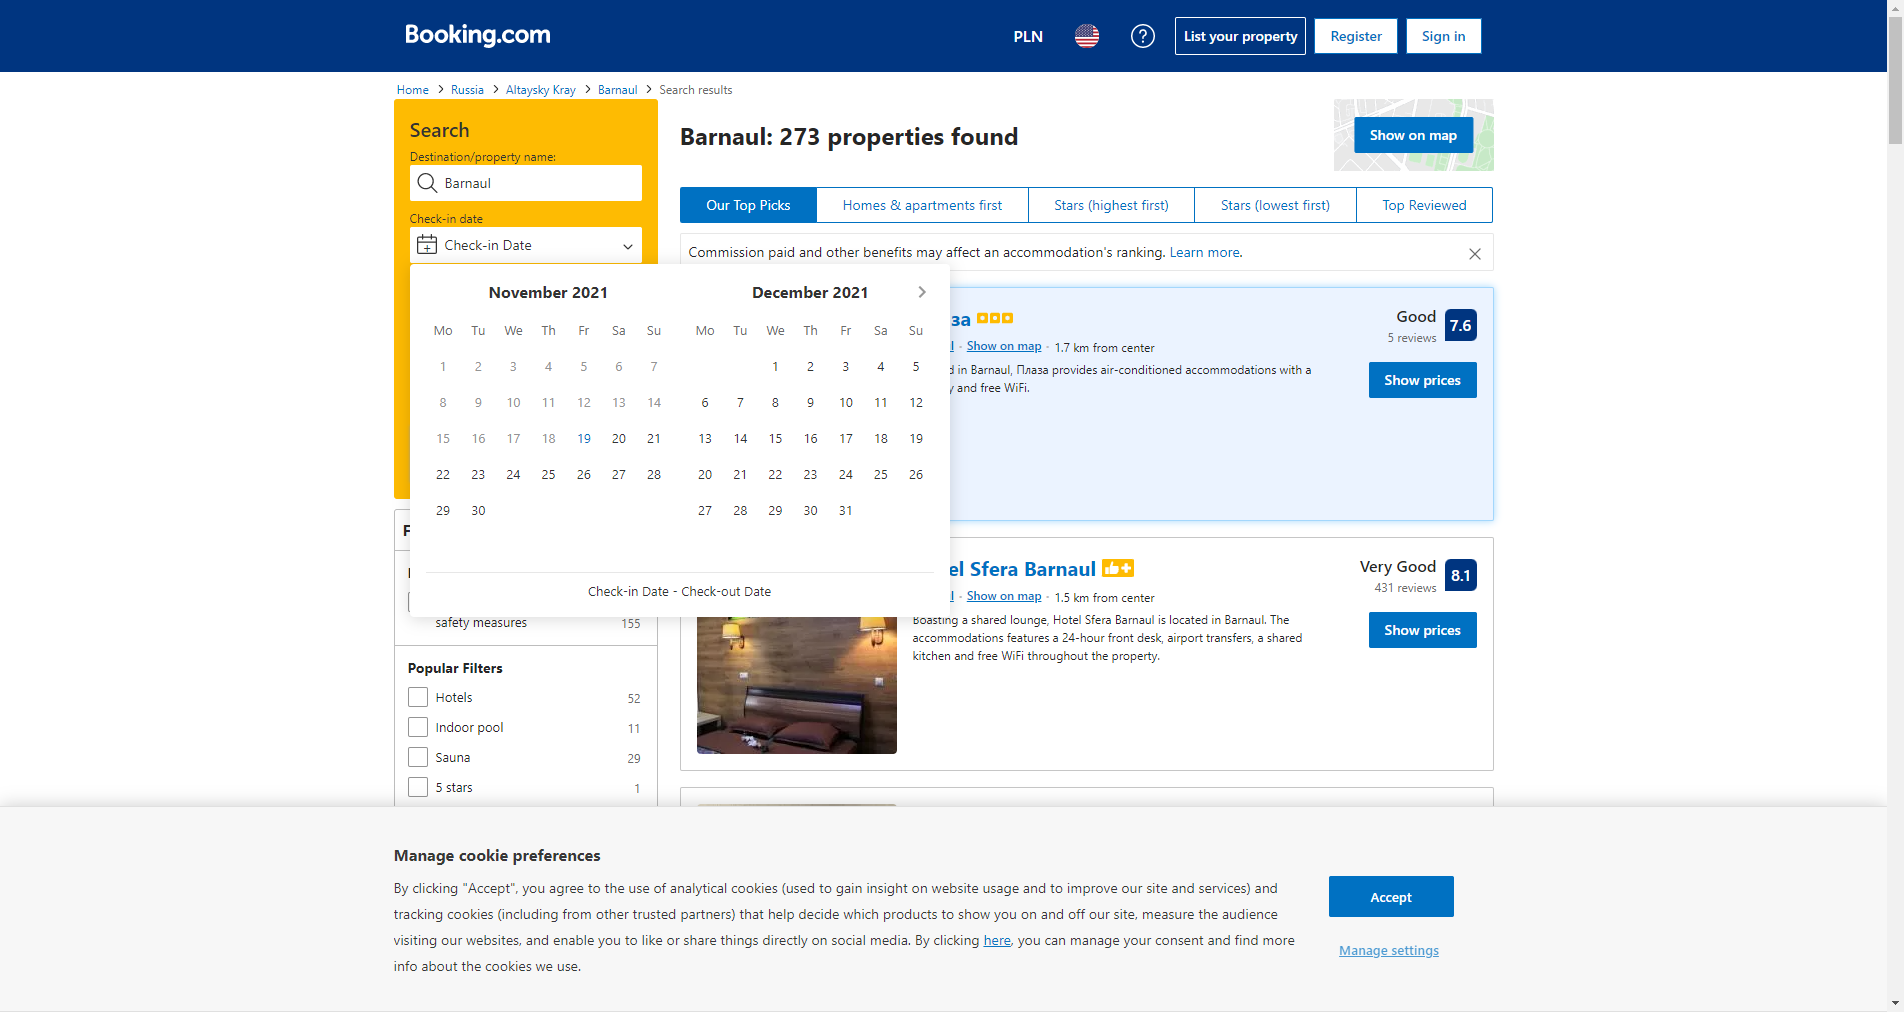 Booking.com
PLN
List your property
Register
Sign in
Home > Russia > Altaysky Kray > Barnaul > Search results
Search
Destination/property name:
Barnaul
Check-in date
Check-in Date
November 2021
Mo Tu We Th Fr Sa Su
1 2 3 4 5 6 7
8 9 10 11 12 13 14
15 16 17 18 19 20 21
22 23 24 25 26 27 28
29 30
December 2021
Mo Tu We Th Fr Sa Su
1 2 3 4 5
6 7 8 9 10 11 12
13 14 15 16 17 18 19
20 21 22 23 24 25 26
27 28 29 30 31
Check-in Date - Check-out Date
safety measures 155
Popular Filters
Hotels 52
Indoor pool 11
Sauna 29
5 stars 1
Barnaul: 273 properties found
Show on map
Our Top Picks
Homes & apartments first
Stars (highest first)
Stars (lowest first)
Top Reviewed
Commission paid and other benefits may affect an accommodation's ranking. Learn more.
за
Show on map · 1.7 km from center
in Barnaul, Плаза provides air-conditioned accommodations with a
and free WiFi.
Good
5 reviews
7.6
Show prices
el Sfera Barnaul
Show on map · 1.5 km from center
Boasting a shared lounge, Hotel Sfera Barnaul is located in Barnaul. The
accommodations features a 24-hour front desk, airport transfers, a shared
kitchen and free WiFi throughout the property.
Very Good
431 reviews
8.1
Show prices
Manage cookie preferences
By clicking "Accept", you agree to the use of analytical cookies (used to gain insight on website usage and to improve our site and services) and
tracking cookies (including from other trusted partners) that help decide which products to show you on and off our site, measure the audience
visiting our websites, and enable you to like or share things directly on social media. By clicking here, you can manage your consent and find more
info about the cookies we use.
Accept
Manage settings